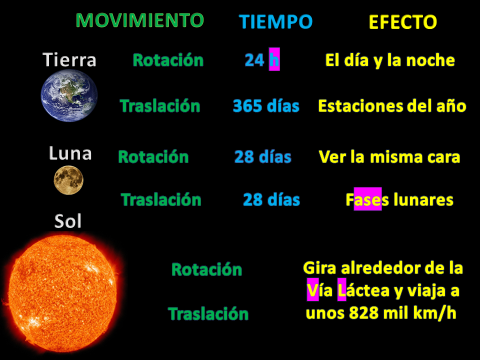 MOVIMIENTO TIEMPO EFECTO
Tierra Rotación 24 h El día y la noche
Traslación 365 días Estaciones del año
Luna Rotación 28 días Ver la misma cara
Traslación 28 días Fases lunares
Sol
Rotación Gira alrededor de la
Vía Láctea y viaja a
Traslación unos 828 mil km/h